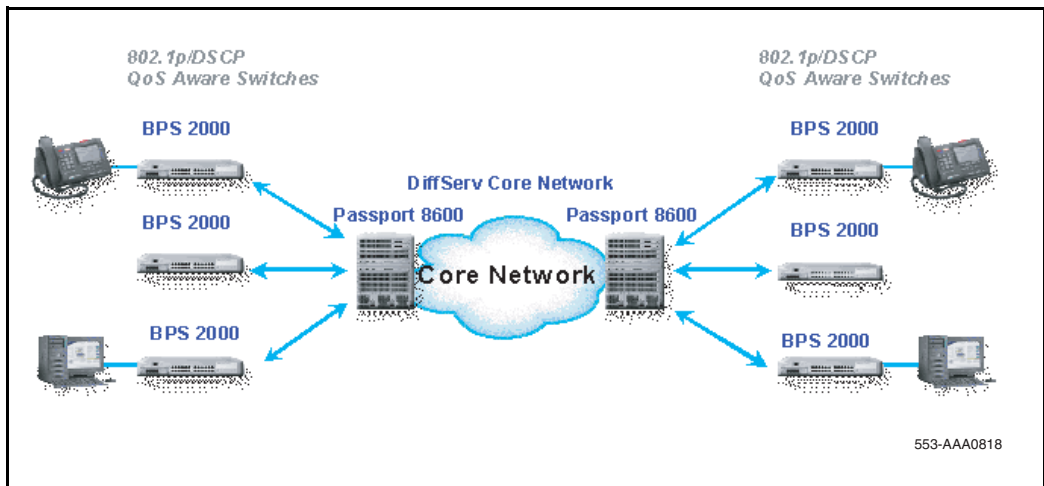 802.1p/DSCP
QoS Aware Switches
802.1p/DSCP
QoS Aware Switches
BPS 2000
BPS 2000
DiffServ Core Network
Passport 8600
Passport 8600
BPS 2000
BPS 2000
Core Network
BPS 2000
BPS 2000
553-AAA0818